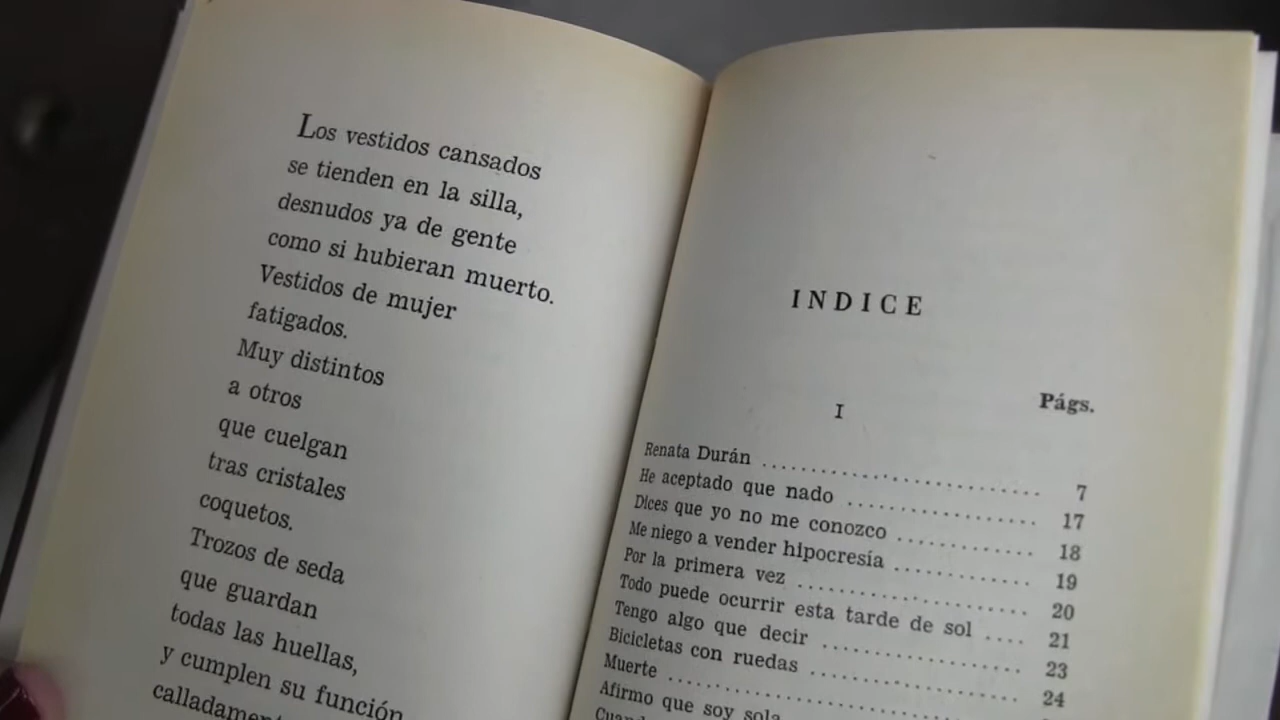 Los vestidos cansados
se tienden en la silla,
desnudos ya de gente
como si hubieran muerto.
Vestidos de mujer
fatigados.
Muy distintos
a otros
que cuelgan
tras cristales
coquetos.
Trozos de seda
que guardan
todas las huellas,
y cumplen su función
INDICE
Págs.
I
Renata Durán .......... 7
He aceptado que nado .......... 17
Dices que yo no me conozco .......... 18
Me niego a vender hipocresía .......... 19
Por la primera vez .......... 20
Todo puede ocurrir esta tarde de sol .... 21
Tengo algo que decir .......... 23
Bicicletas con ruedas .......... 24
Muerte ..........
Afirmo que soy sola